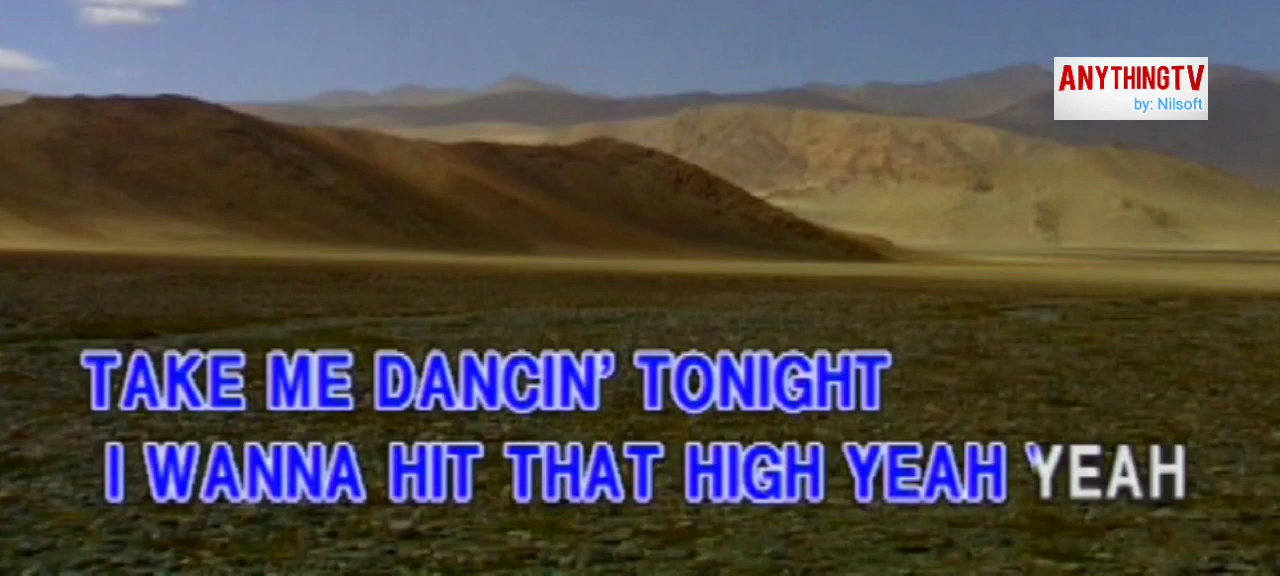 ANYTHINGTV
by: Nilsoft
TAKE ME DANCIN' TONIGHT
I WANNA HIT THAT HIGH YEAH YEAH